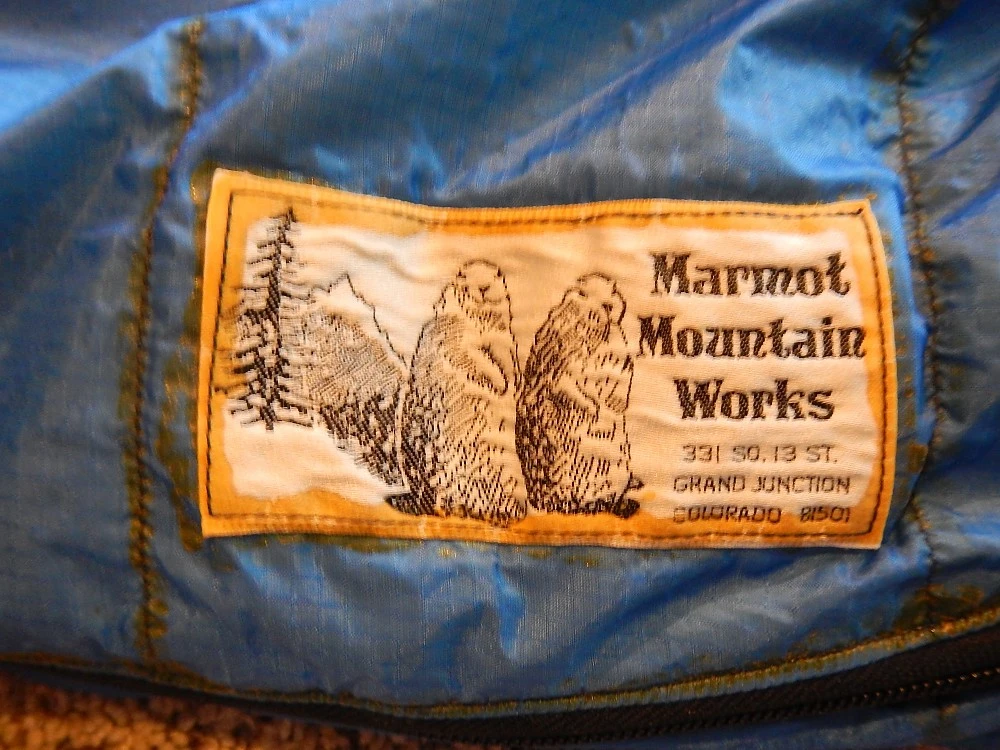 Marmot
Mountain
Works
331 SO. 13 ST.
GRAND JUNCTION
COLORADO 81501